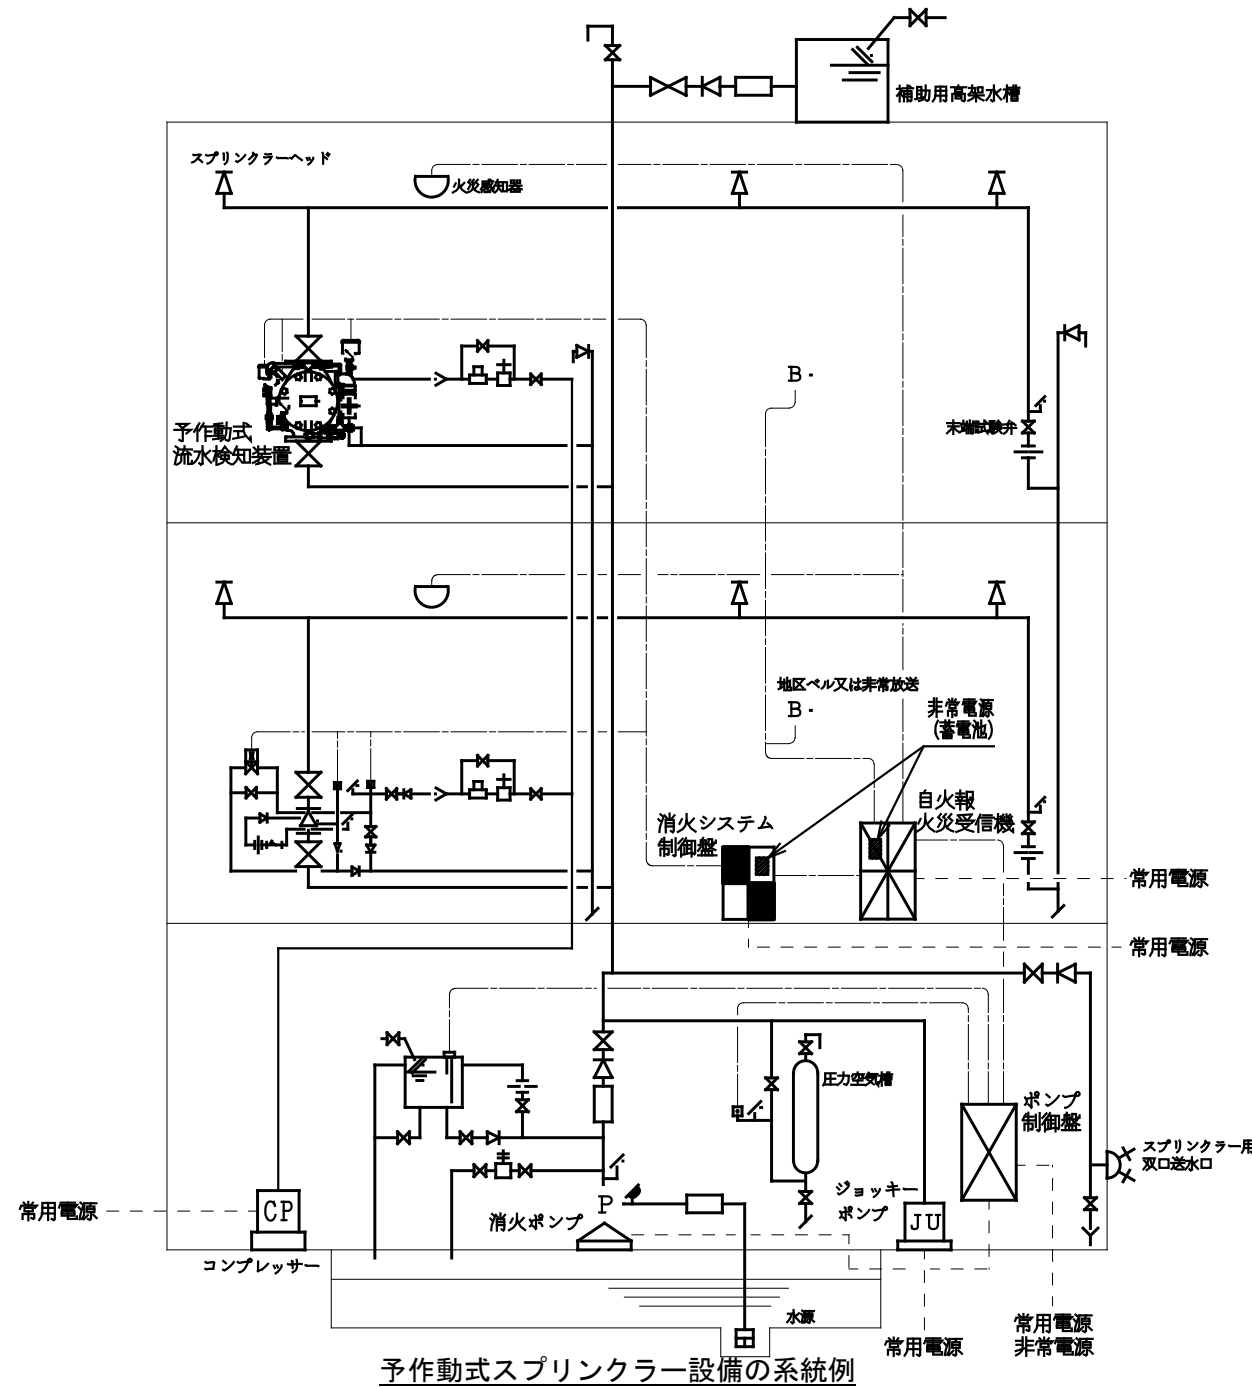 補助用高架水槽
スプリンクラーヘッド
火災感知器
B
末端試験弁
予作動式
流水検知装置
地区ベル又は非常放送
B
非常電源
(蓄電池)
自火報
火災受信機
消火システム
制御盤
常用電源
常用電源
圧力空気槽
ポンプ
制御盤
スプリンクラー用
双口送水口
ジョッキー
ポンプ
常用電源
CP
P
消火ポンプ
JU
コンプレッサー
水源
常用電源
非常電源
常用電源
予作動式スプリンクラー設備の系統例